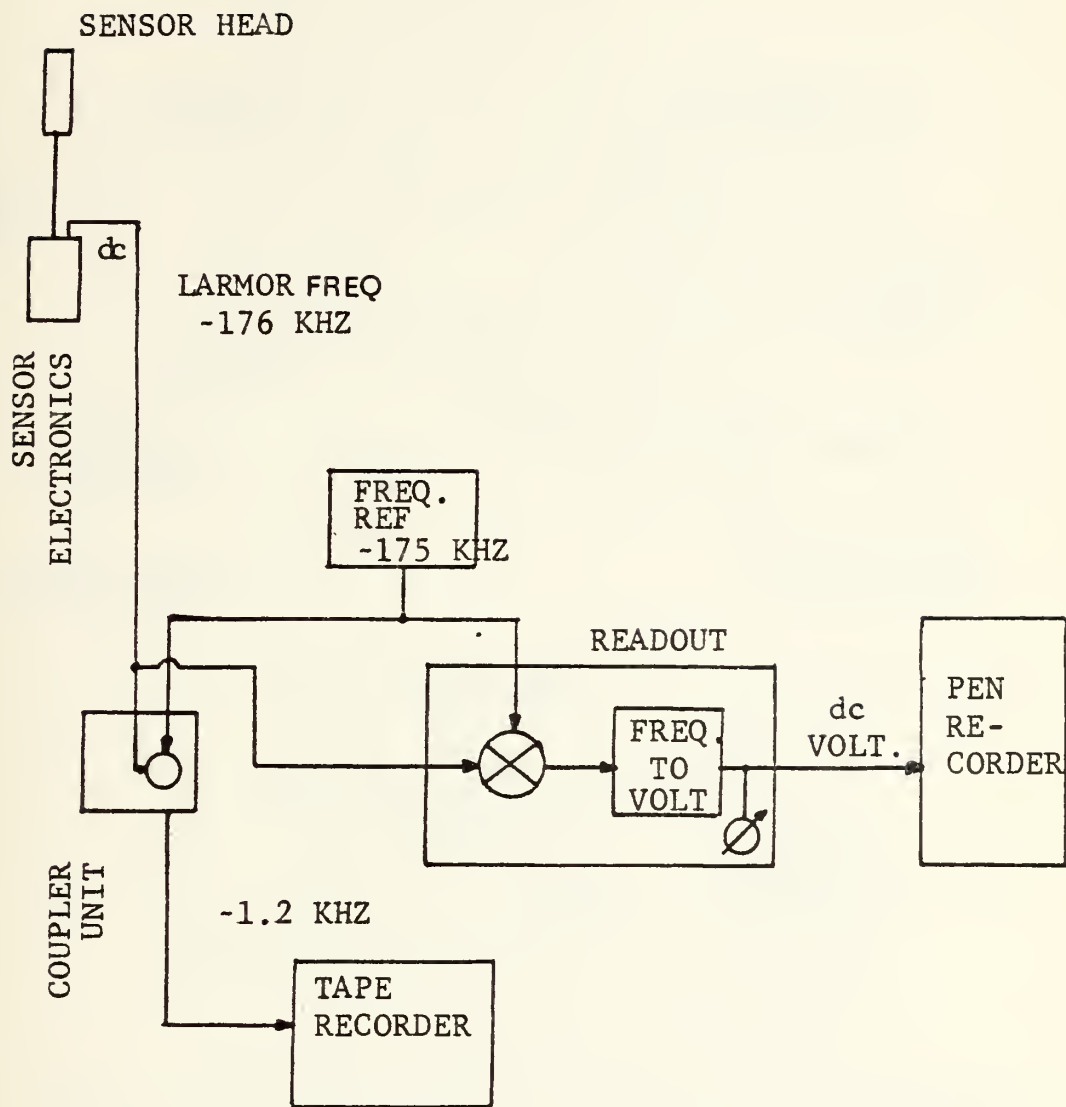 SENSOR HEAD
dc
LARMOR FREQ
~176 KHZ
SENSOR
ELECTRONICS
FREQ.
REF
~175 KHZ
READOUT
FREQ.
TO
VOLT
dc
VOLT.
PEN
RE-
CORDER
COUPLER
UNIT
~1.2 KHZ
TAPE
RECORDER